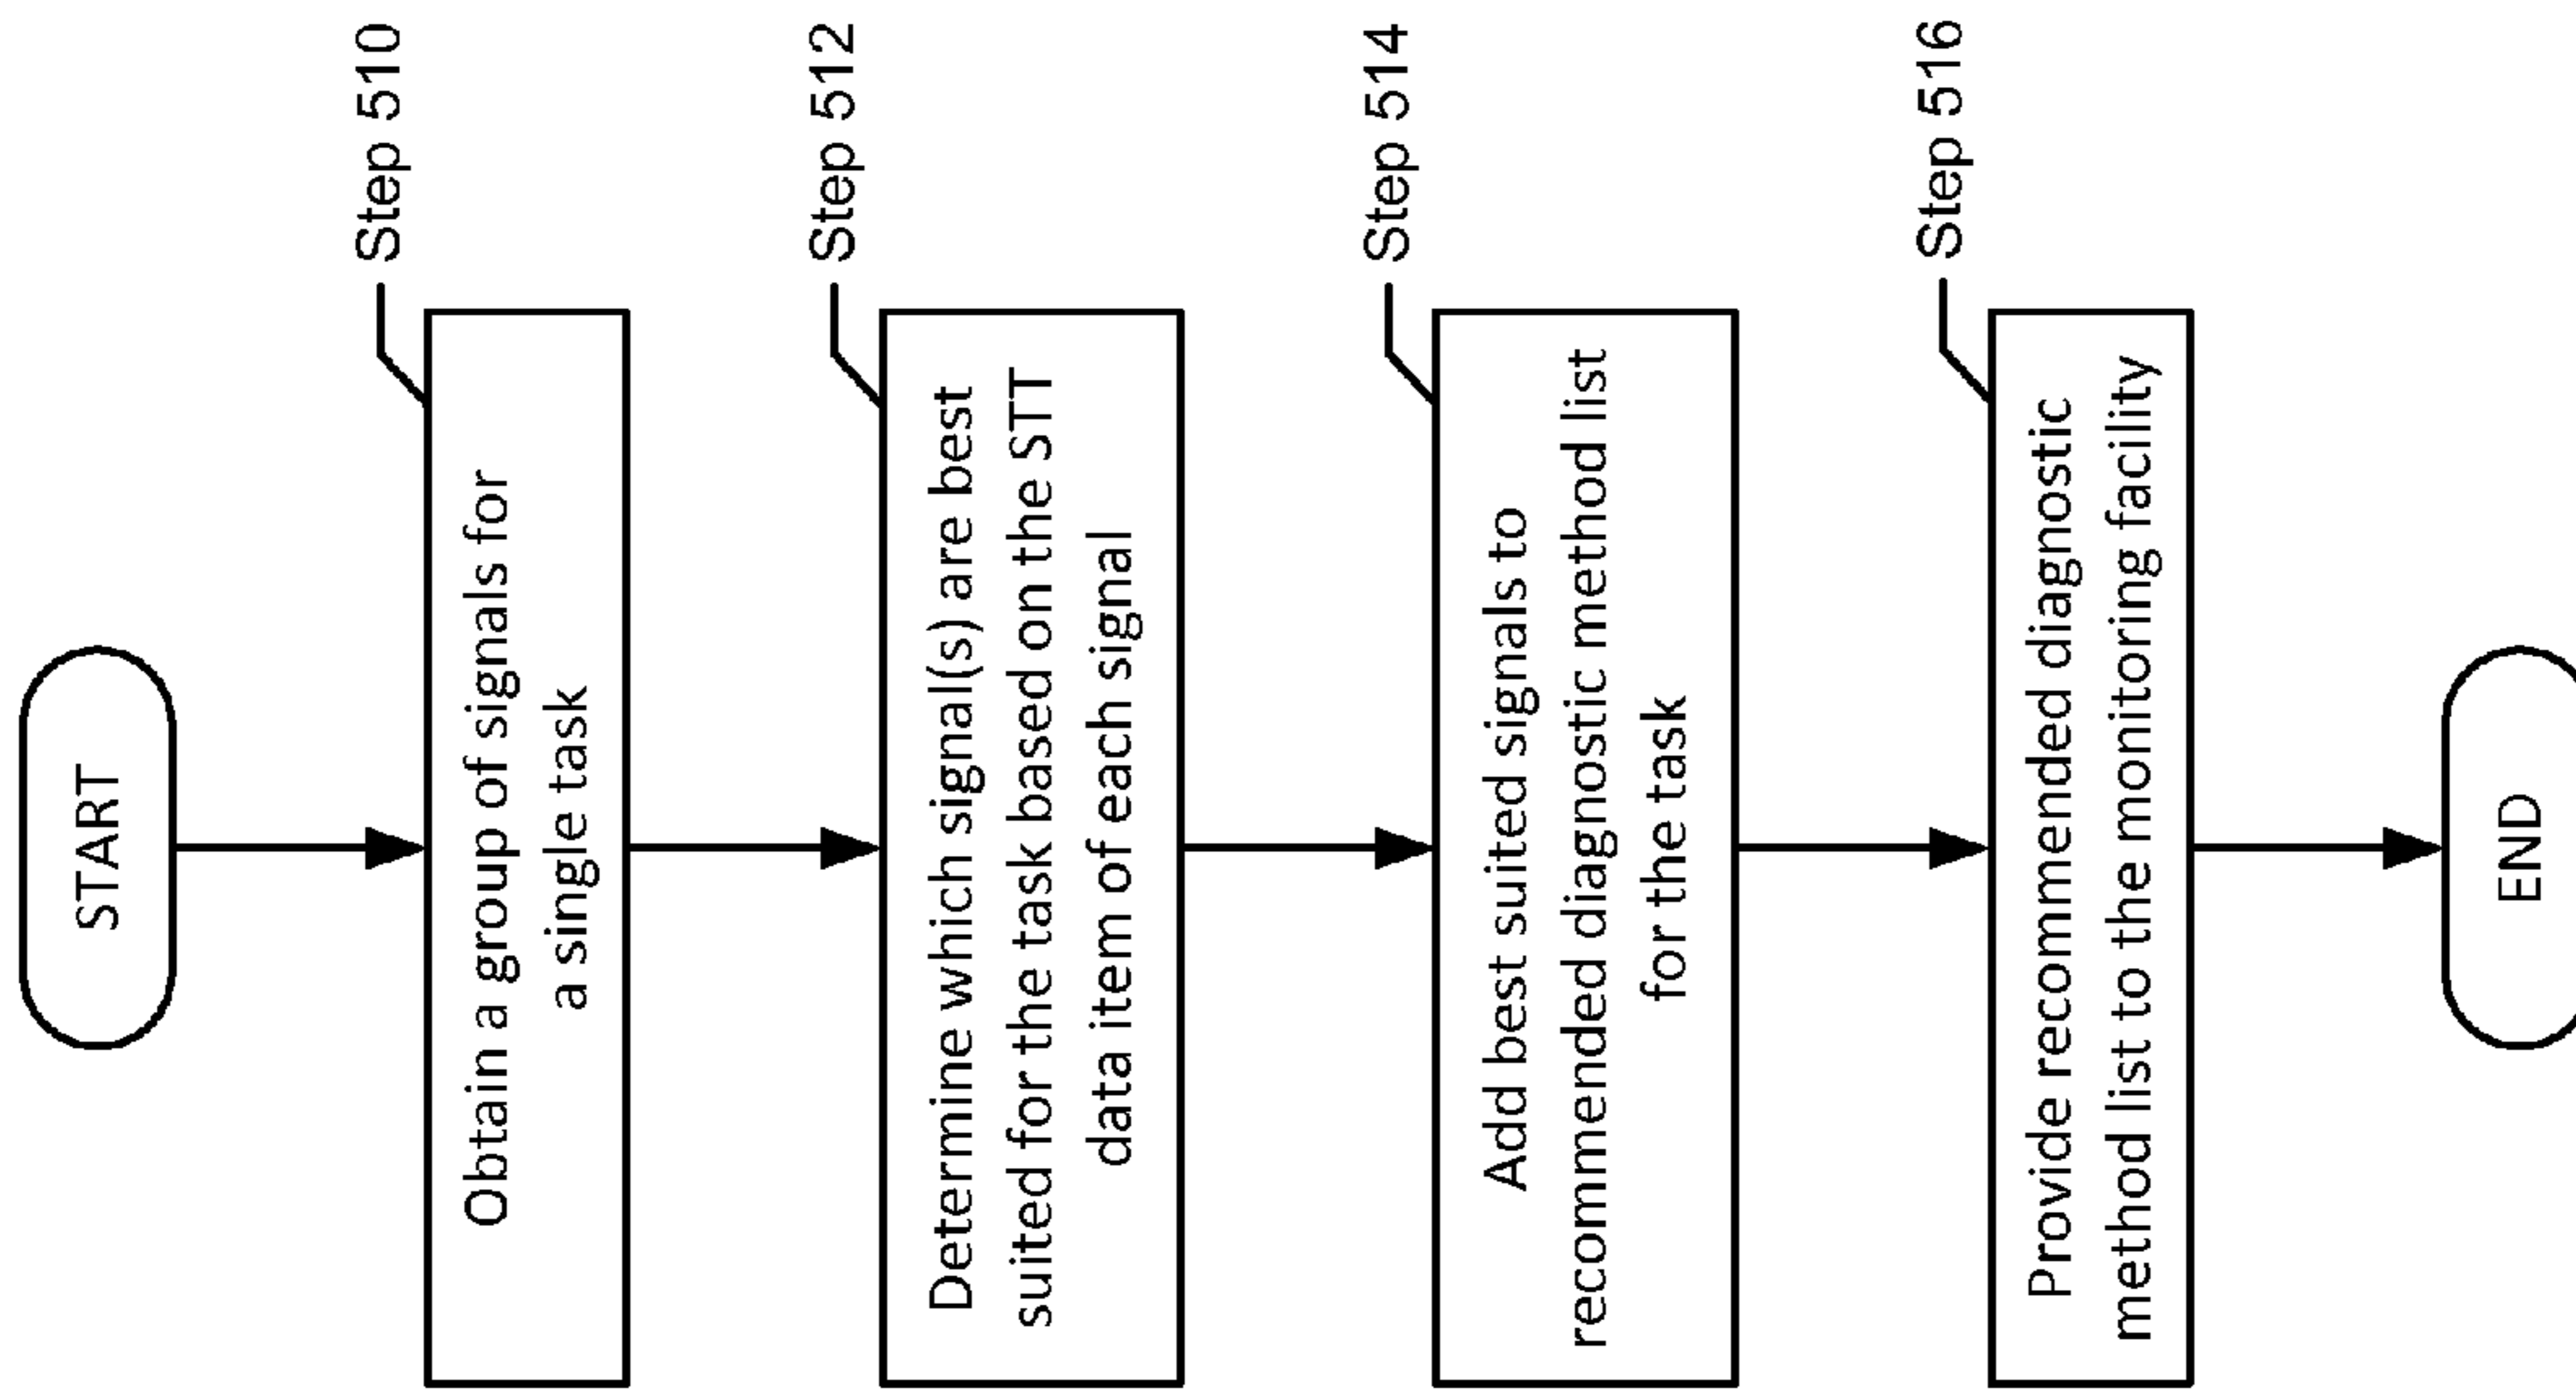 START
Step 510
Obtain a group of signals for
a single task
Step 512
Determine which signal(s) are best
suited for the task based on the STT
data item of each signal
Step 514
Add best suited signals to
recommended diagnostic method list
for the task
Step 516
Provide recommended diagnostic
method list to the monitoring facility
END